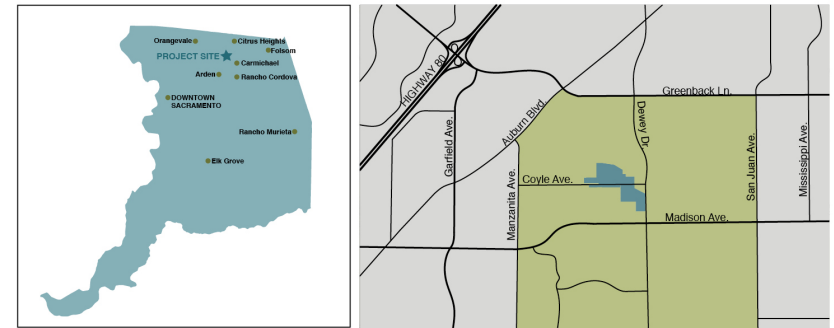 Orangevale
Citrus Heights
Folsom
PROJECT SITE
Carmichael
Arden
Rancho Cordova
DOWNTOWN
SACRAMENTO
Rancho Murieta
Elk Grove
HIGHWAY 80
Greenback Ln.
Auburn Blvd.
Garfield Ave.
Dewey Dr.
San Juan Ave.
Mississippi Ave.
Manzanita Ave.
Coyle Ave.
Madison Ave.